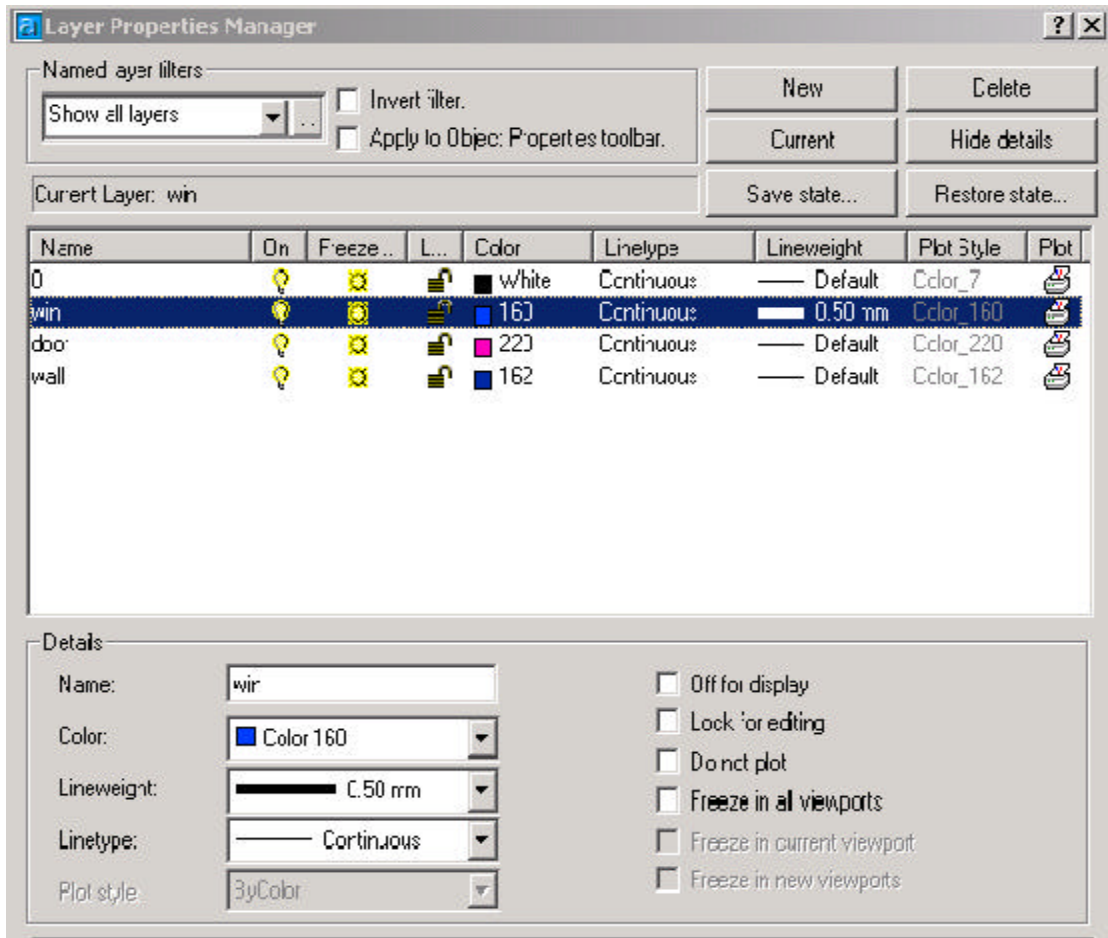 Layer Properties Manager
Named layer filters
Show all layers
...
Invert filter.
Apply to Object Properties toolbar.
New
Delete
Current
Hide details
Current Layer: win
Save state...
Restore state...
Name On Freeze... L... Color Linetype Lineweight Plot Style Plot
0 White Continuous Default Color_7
win 160 Continuous 0.50 mm Color_160
door 220 Continuous Default Color_220
wall 162 Continuous Default Color_162
Details
Name: win
Color: Color 160
Lineweight: 0.50 mm
Linetype: Continuous
Plot style: ByColor
Off for display
Lock for editing
Do not plot
Freeze in all viewports
Freeze in current viewport
Freeze in new viewports